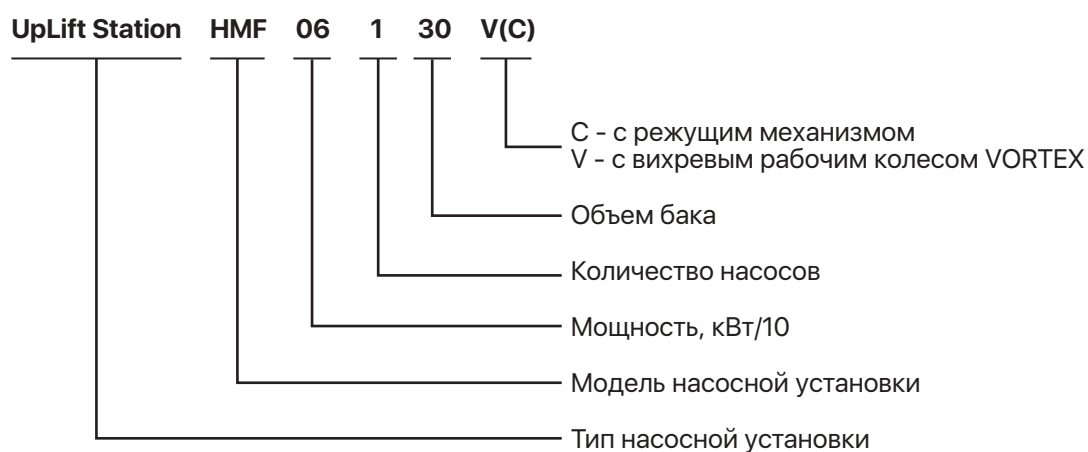 UpLift Station HMF 06 1 30 V(C)
С - с режущим механизмом
V - с вихревым рабочим колесом VORTEX
Объем бака
Количество насосов
Мощность, кВт/10
Модель насосной установки
Тип насосной установки